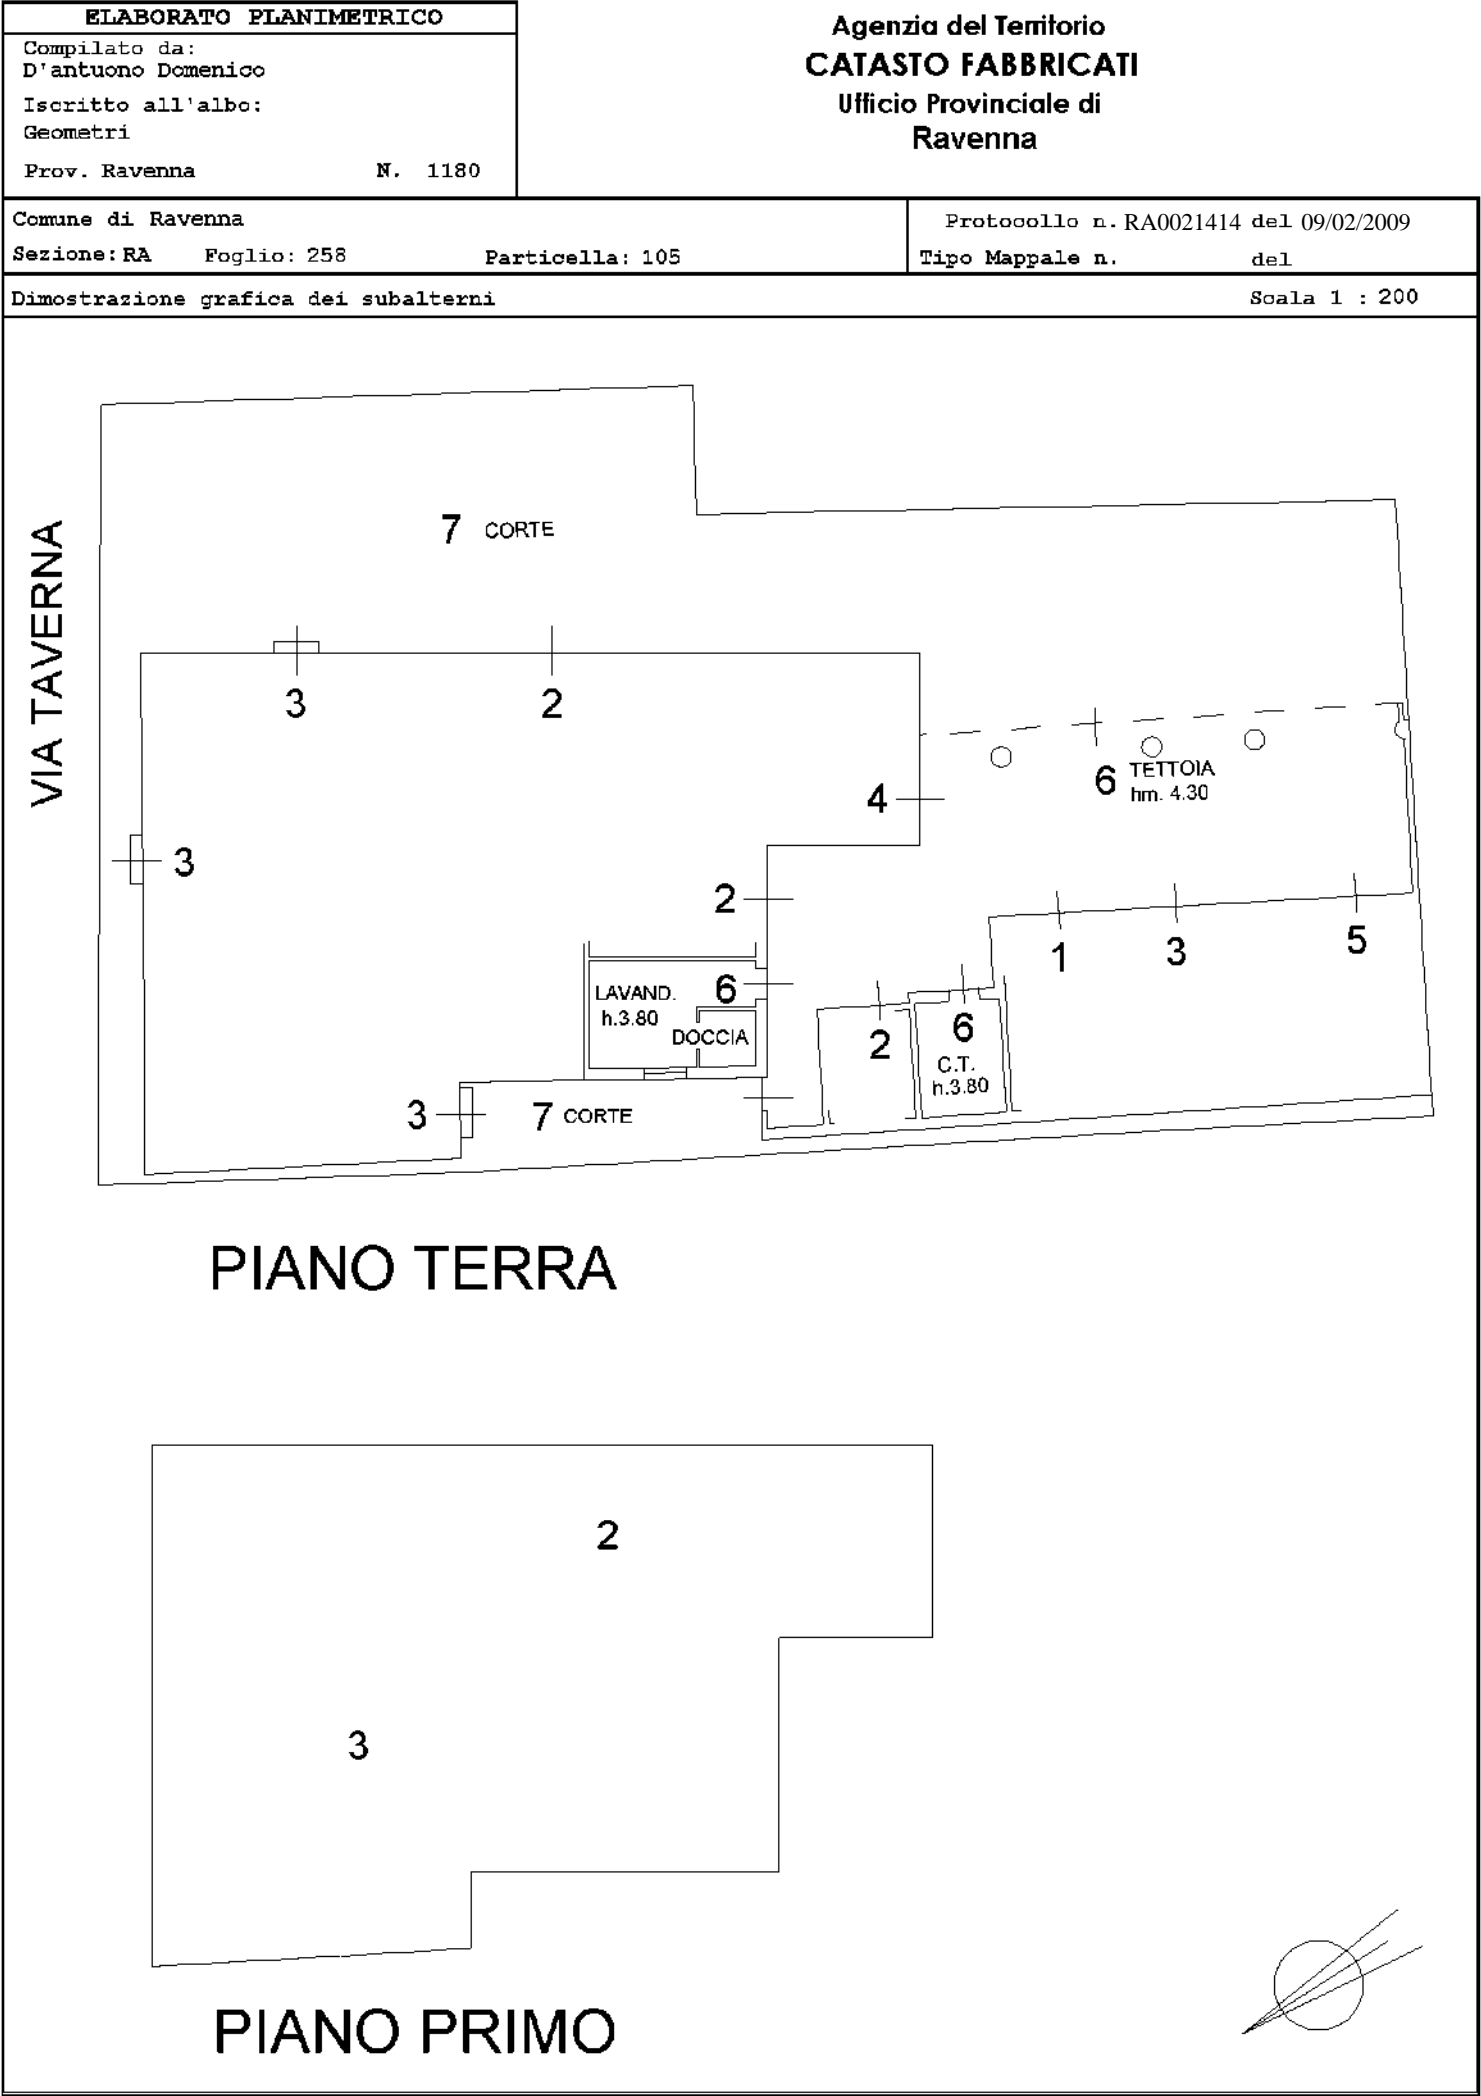 ELABORATO PLANIMETRICO
Compilato da:
D'antuono Domenico
Iscritto all'albo:
Geometri
Prov. Ravenna N. 1180
Agenzia del Territorio
CATASTO FABBRICATI
Ufficio Provinciale di
Ravenna
Comune di Ravenna
Sezione: RA Foglio: 258 Particella: 105
Protocollo n. RA0021414 del 09/02/2009
Tipo Mappale n. del
Dimostrazione grafica dei subalterni Scala 1 : 200
VIA TAVERNA
7 CORTE
3 2
6 TETTOIA
hm. 4.30
4
3
2
1 3 5
6
LAVAND.
h.3.80
DOCCIA
2
6
C.T.
h.3.80
3
7 CORTE
PIANO TERRA
2
3
PIANO PRIMO